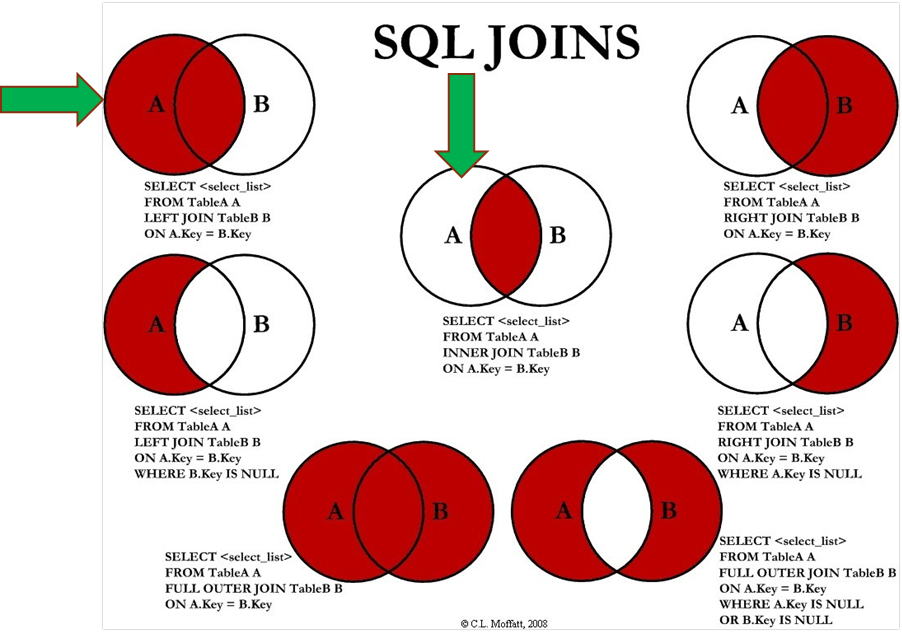 SQL JOINS
A B
SELECT <select_list>
FROM TableA A
LEFT JOIN TableB B
ON A.Key = B.Key
A B
SELECT <select_list>
FROM TableA A
INNER JOIN TableB B
ON A.Key = B.Key
A B
SELECT <select_list>
FROM TableA A
RIGHT JOIN TableB B
ON A.Key = B.Key
A B
SELECT <select_list>
FROM TableA A
LEFT JOIN TableB B
ON A.Key = B.Key
WHERE B.Key IS NULL
A B
SELECT <select_list>
FROM TableA A
RIGHT JOIN TableB B
ON A.Key = B.Key
WHERE A.Key IS NULL
A B
SELECT <select_list>
FROM TableA A
FULL OUTER JOIN TableB B
ON A.Key = B.Key
A B
SELECT <select_list>
FROM TableA A
FULL OUTER JOIN TableB B
ON A.Key = B.Key
WHERE A.Key IS NULL
OR B.Key IS NULL
© C.L. Moffatt, 2008